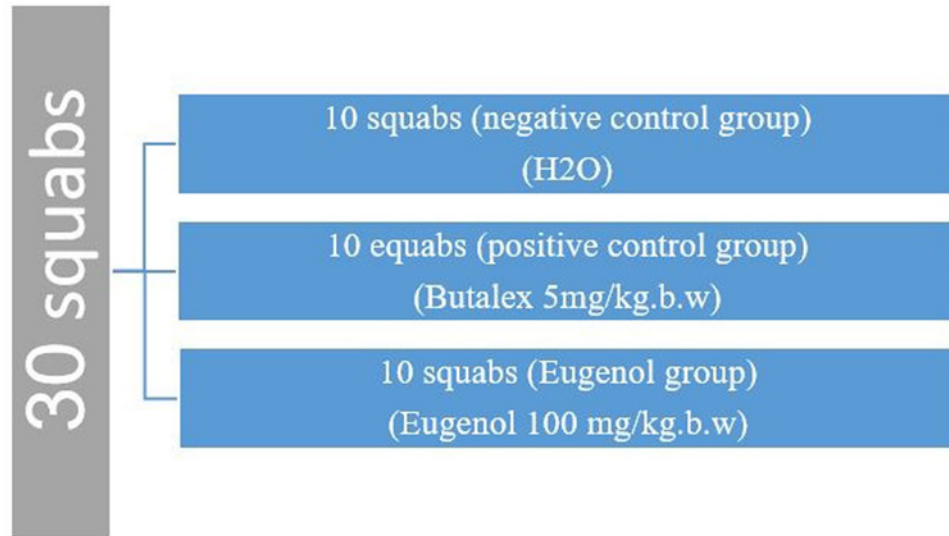 30 squabs
10 squabs (negative control group)
(H2O)
10 equabs (positive control group)
(Butalex 5mg/kg.b.w)
10 squabs (Eugenol group)
(Eugenol 100 mg/kg.b.w)